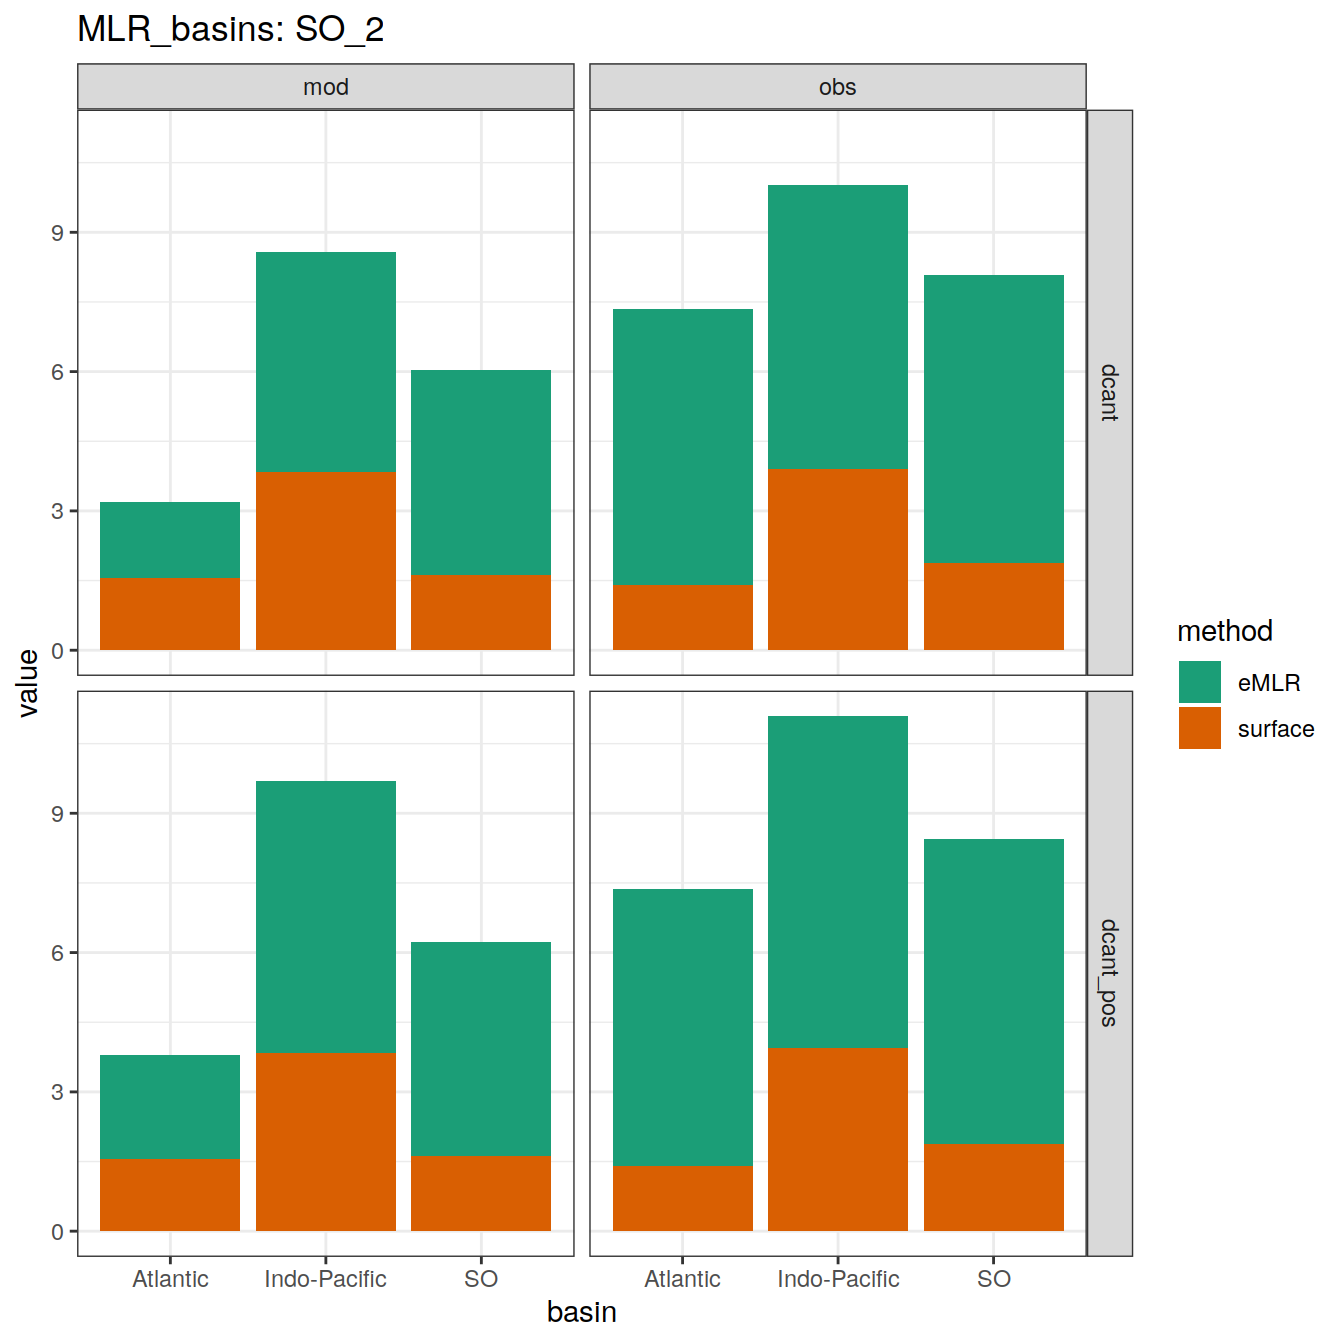 MLR_basins: SO_2
mod
obs
9
6
3
0
dcant
9
6
3
0
dcant_pos
value
Atlantic
Indo-Pacific
SO
Atlantic
Indo-Pacific
SO
basin
method
eMLR
surface